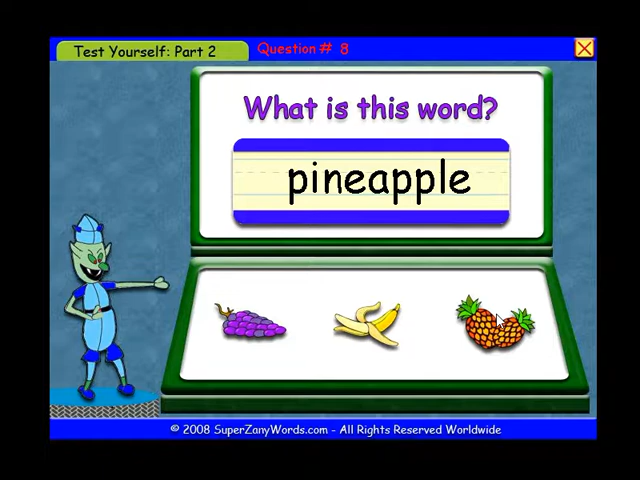 Test Yourself: Part 2
Question # 8
What is this word?
pineapple
© 2008 SuperZanyWords.com - All Rights Reserved Worldwide